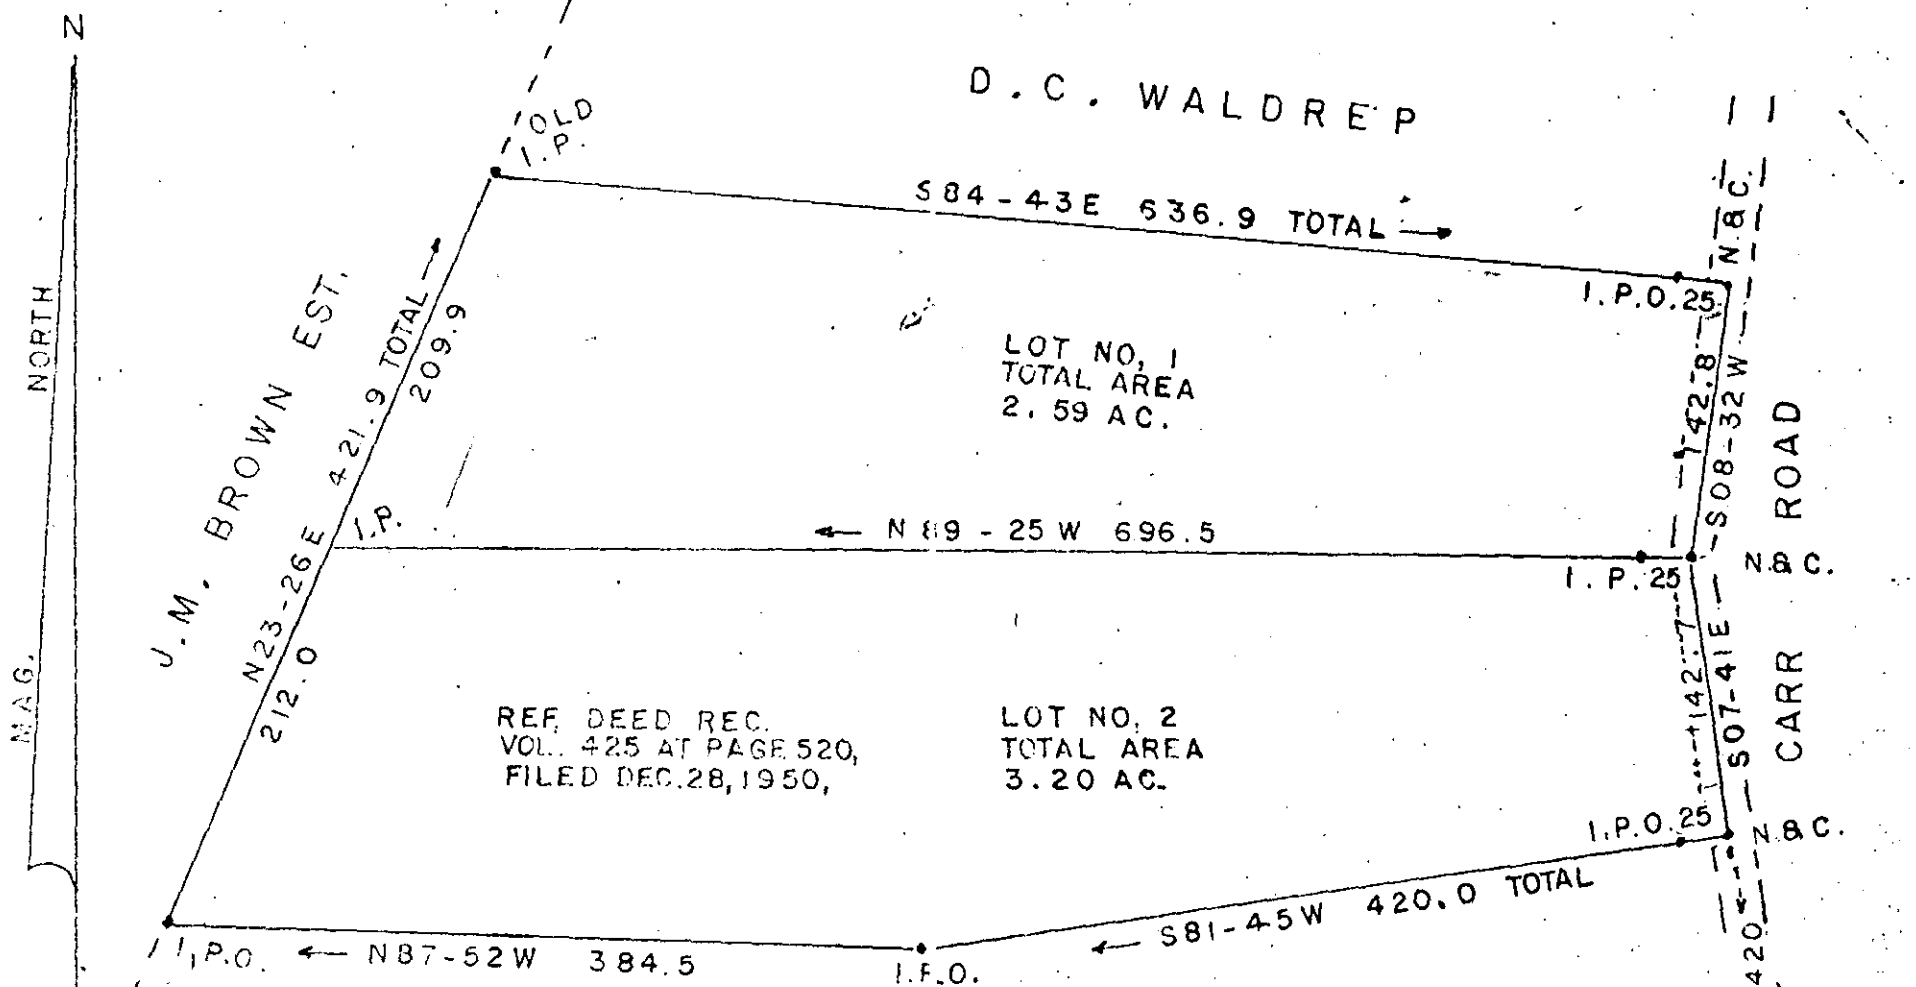 N
D. C. WALDREP
OLD
I.P.
S84-43E 636.9 TOTAL
N.&C.
I.P.O.25
MAG. NORTH
J. M. BROWN EST.
N23-26E 421.9 TOTAL
209.9
212.0
LOT NO, 1
TOTAL AREA
2.59 AC.
142.8
S08-32W
I.P.
N 89-25W 696.5
I. P. 25
N.&C.
CARR ROAD
142.7
S07-41E
REF. DEED REC.
VOL. 425 AT PAGE 520,
FILED DEC.28,1950,
LOT NO, 2
TOTAL AREA
3.20 AC.
I.P.O.25
N.&C.
S81-45W 420.0 TOTAL
I.P.O.
N87-52W 384.5
420